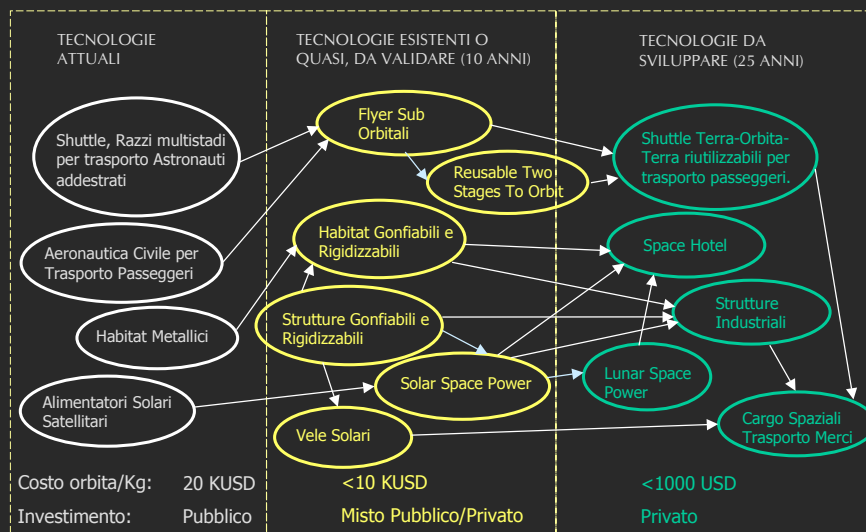 TECNOLOGIE
ATTUALI
TECNOLOGIE ESISTENTI O
QUASI, DA VALIDARE (10 ANNI)
TECNOLOGIE DA
SVILUPPARE (25 ANNI)
Shuttle, Razzi multistadi
per trasporto Astronauti
addestrati
Aeronautica Civile per
Trasporto Passeggeri
Habitat Metallici
Alimentatori Solari
Satellitari
Flyer Sub
Orbitali
Reusable Two
Stages To Orbit
Habitat Gonfiabili e
Rigidizzabili
Strutture Gonfiabili e
Rigidizzabili
Solar Space Power
Vele Solari
Shuttle Terra-Orbita-
Terra riutilizzabili per
trasporto passeggeri.
Space Hotel
Strutture
Industriali
Lunar Space
Power
Cargo Spaziali
Trasporto Merci
Costo orbita/Kg: 20 KUSD <10 KUSD <1000 USD
Investimento: Pubblico Misto Pubblico/Privato Privato